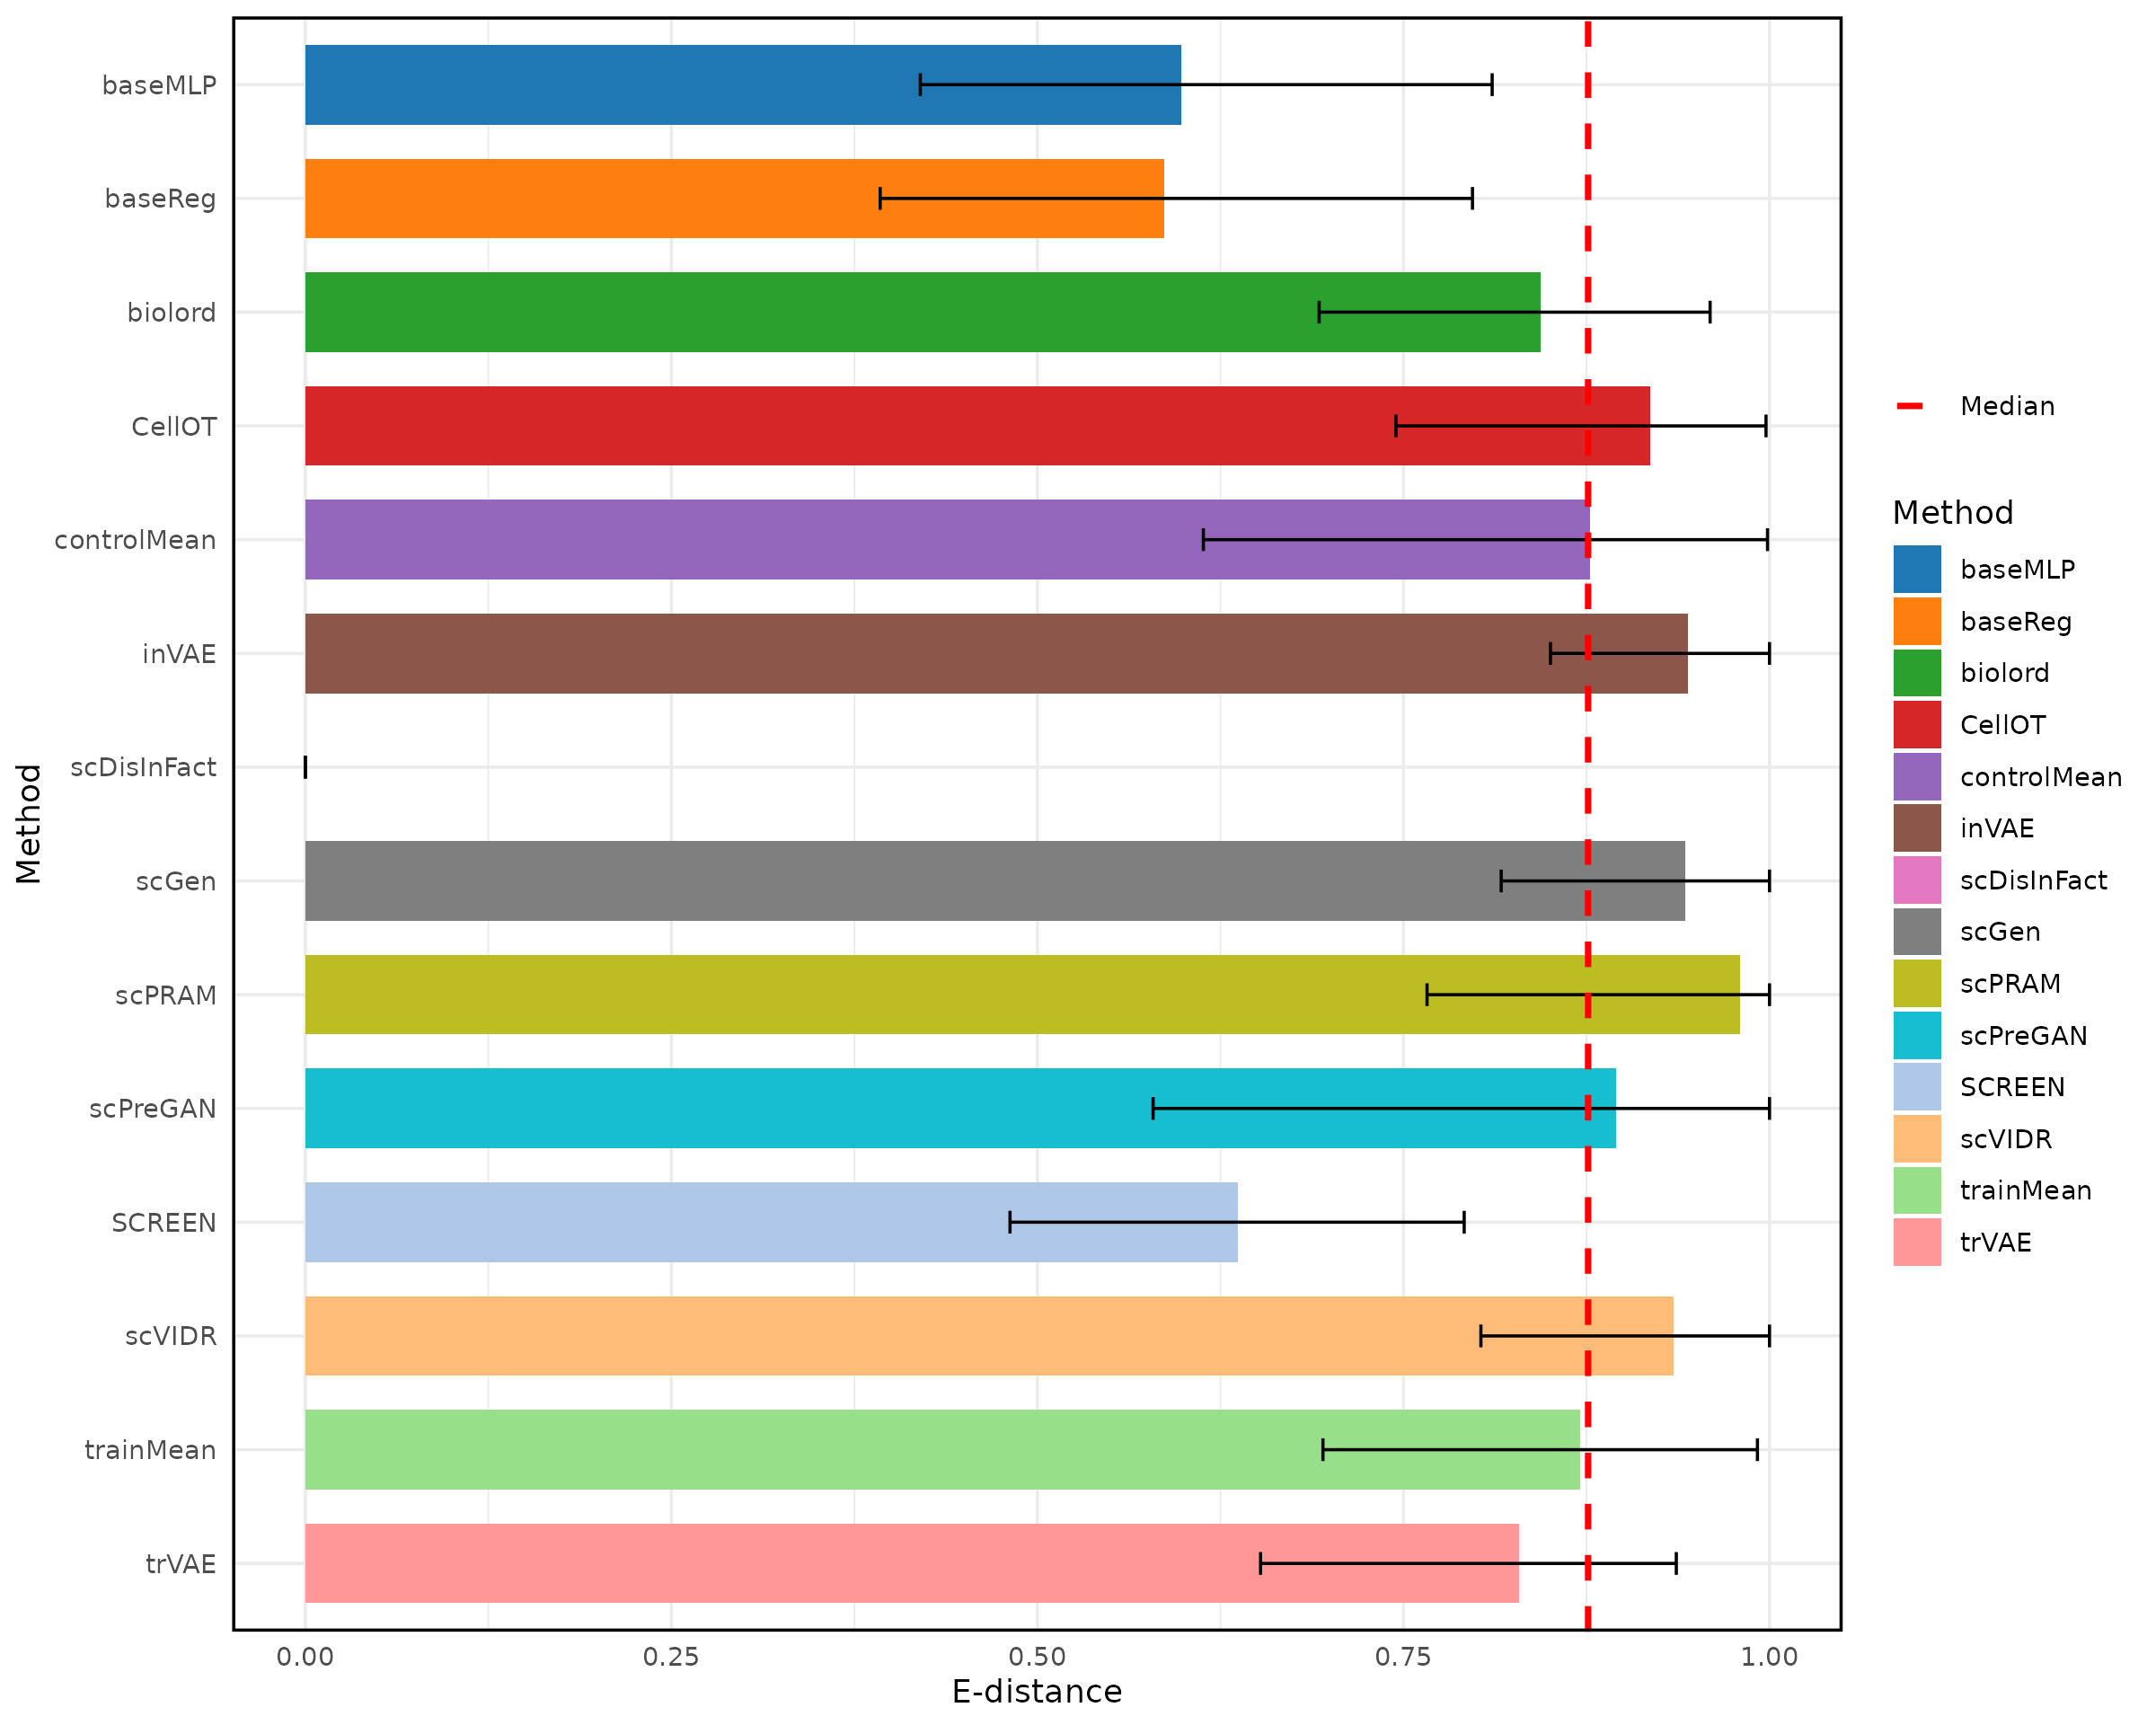 baseMLP
baseReg
biolord
CellOT
controlMean
inVAE
scDisInFact
scGen
scPRAM
scPreGAN
SCREEN
scVIDR
trainMean
trVAE
Method
0.00 0.25 0.50 0.75 1.00
E-distance
Median
Method
baseMLP
baseReg
biolord
CellOT
controlMean
inVAE
scDisInFact
scGen
scPRAM
scPreGAN
SCREEN
scVIDR
trainMean
trVAE